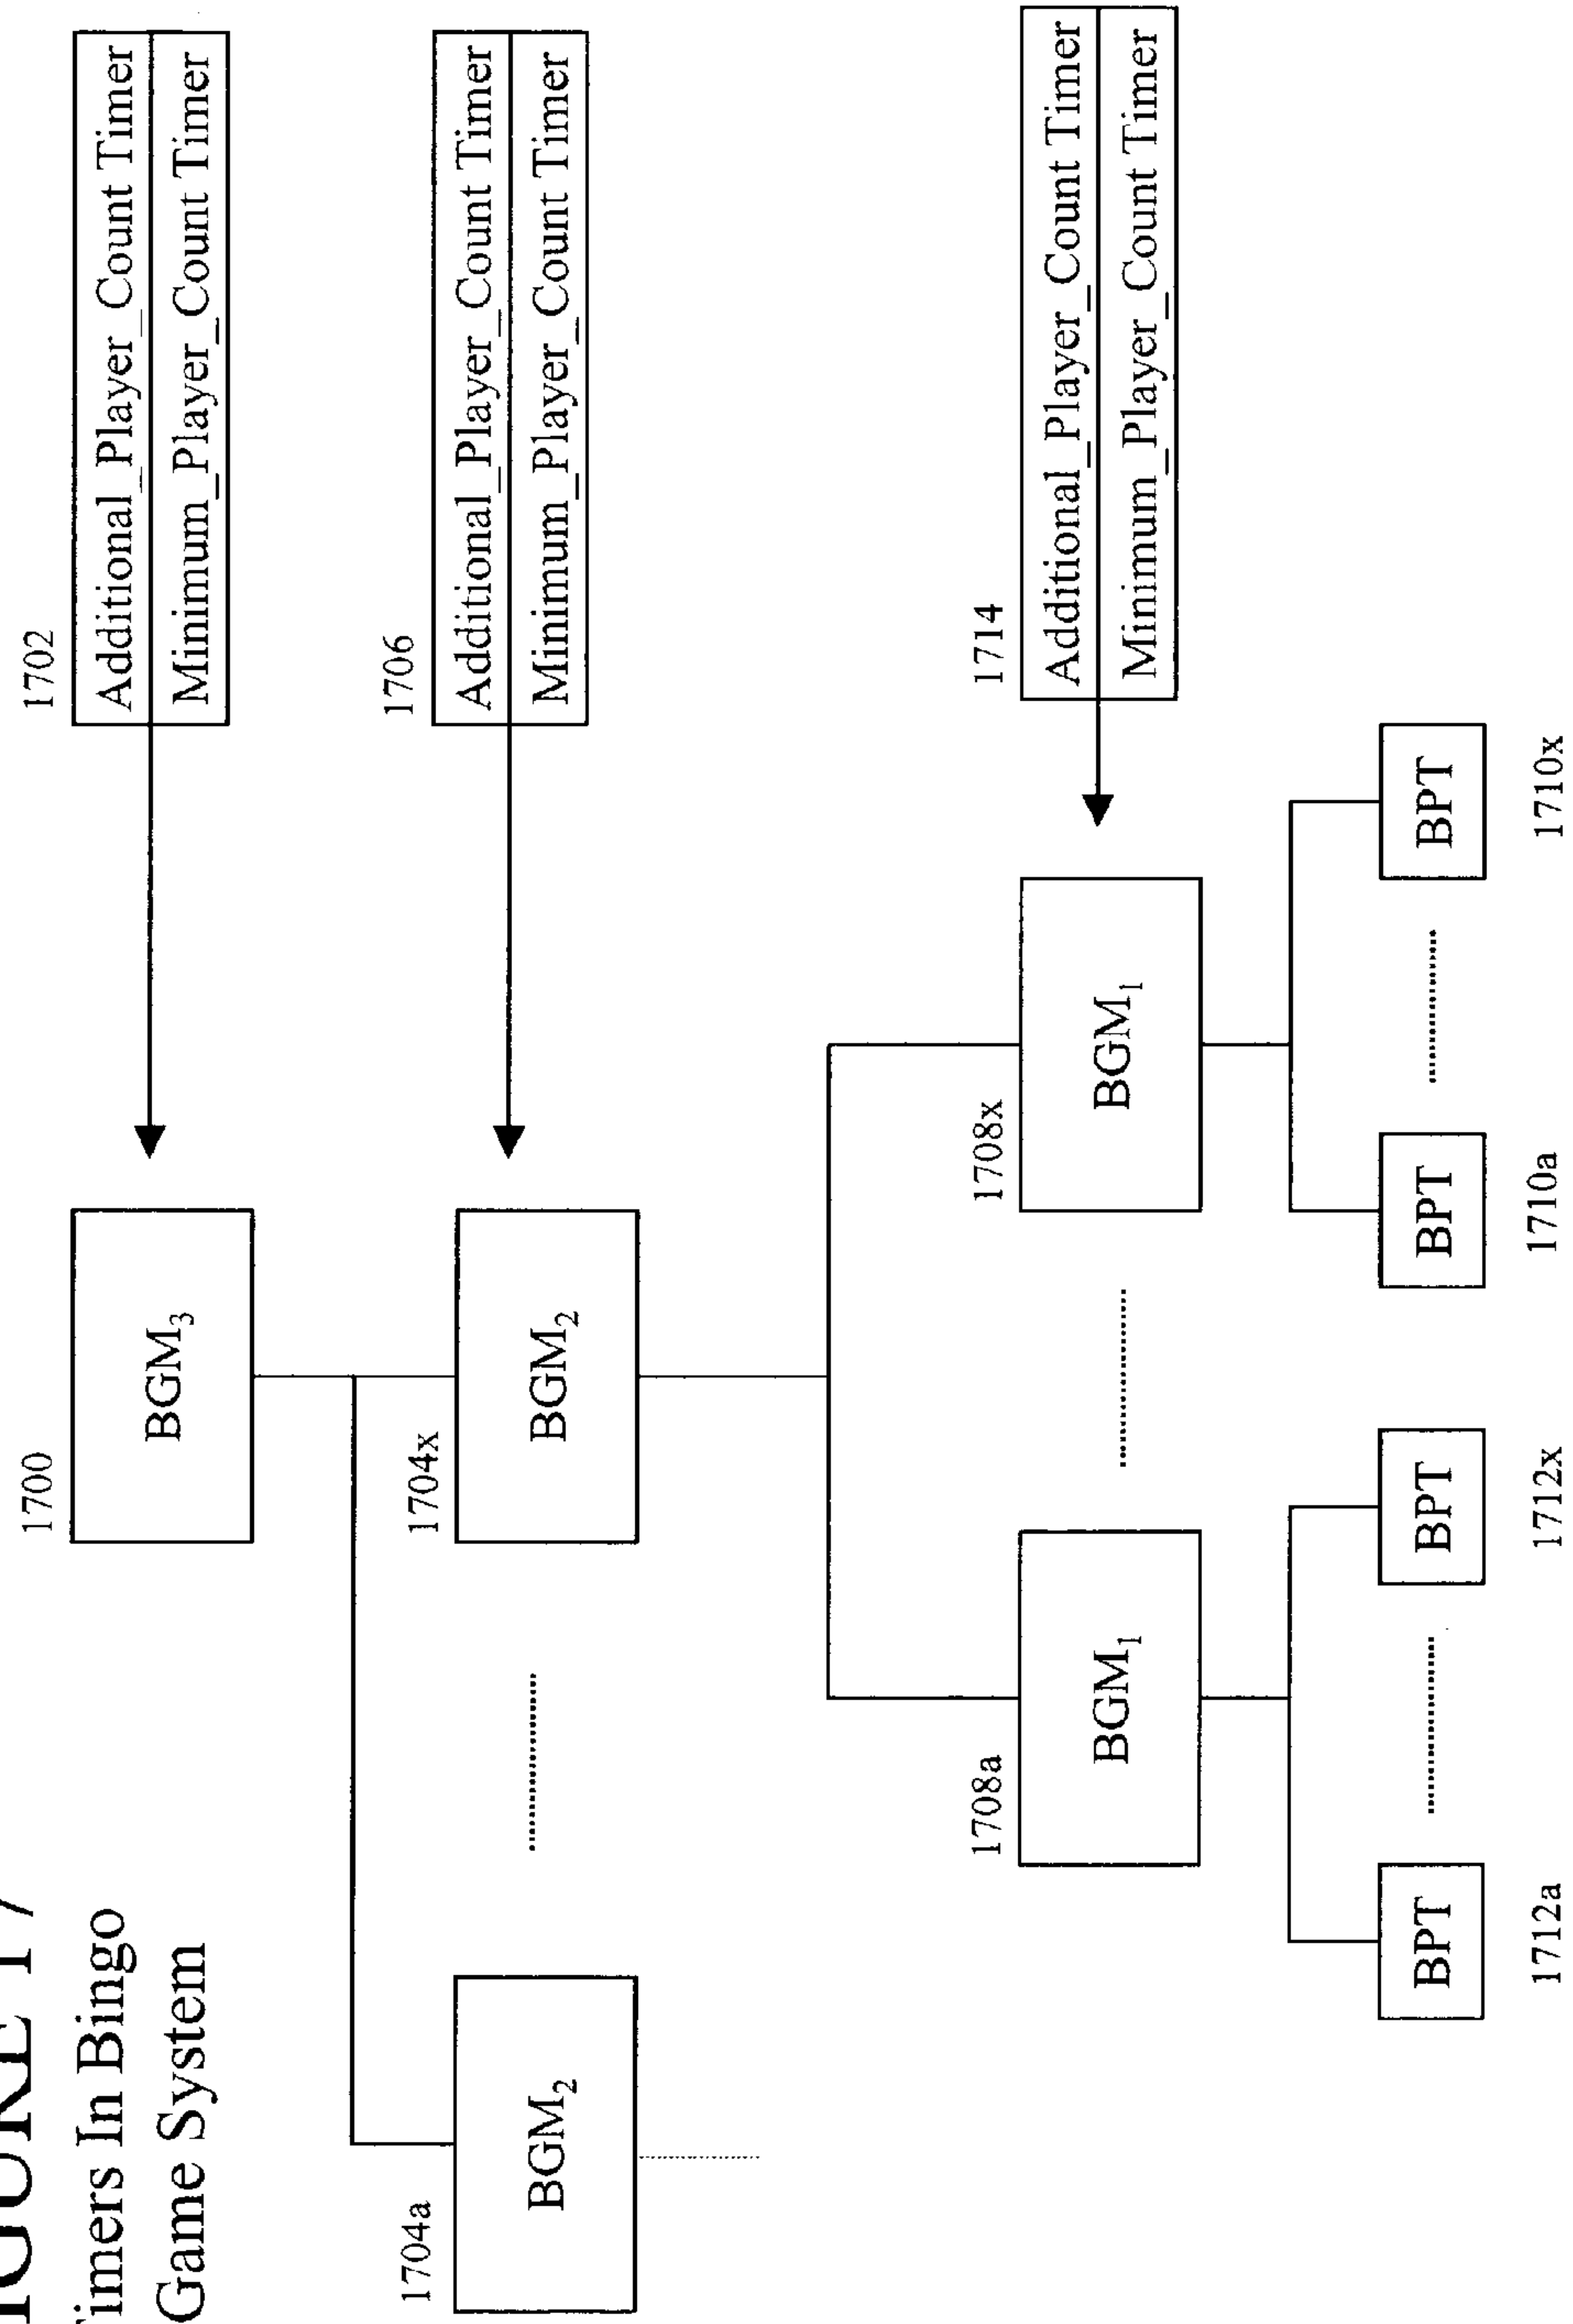 Timers In Bingo
Game System
1700
BGM3
1702
Additional_Player_Count Timer
Minimum_Player_Count Timer
1704a
BGM2
1704x
BGM2
1706
Additional_Player_Count Timer
Minimum_Player_Count Timer
1708a
BGM1
1708x
BGM1
1714
Additional_Player_Count Timer
Minimum_Player_Count Timer
BPT
BPT
BPT
BPT
1712a
1712x
1710a
1710x